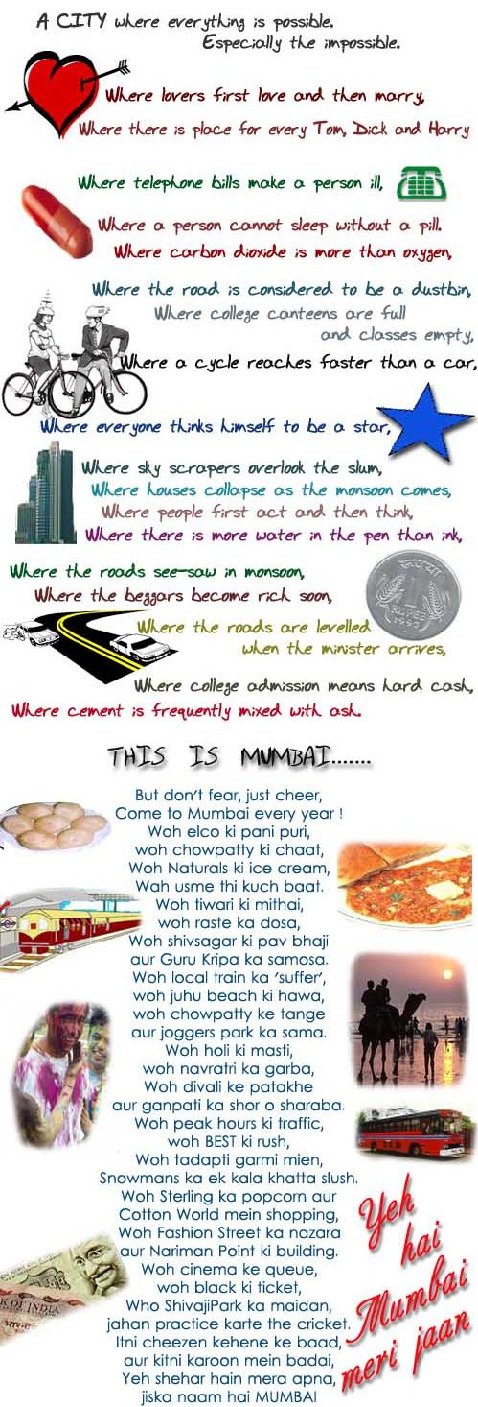 A CITY where everything is possible.
Especially the impossible.
Where lovers first love and then marry,
Where there is place for every Tom, Dick and Harry
Where telephone bills make a person ill,
Where a person cannot sleep without a pill.
Where carbon dioxide is more than oxygen,
Where the road is considered to be a dustbin,
Where college canteens are full
and classes empty,
Where a cycle reaches faster than a car,
Where everyone thinks himself to be a star,
Where sky scrapers overlook the slum,
Where houses collapse as the monsoon comes,
Where people first act and then think,
Where there is more water in the pen than ink,
Where the roads see-saw in monsoon,
Where the beggars become rich soon,
Where the roads are levelled
when the minister arrives,
Where college admission means hard cash,
Where cement is frequently mixed with ash.
THIS IS MUMBAI.......
But don't fear, just cheer,
Come to Mumbai every year !
Woh elco ki pani puri,
woh chowpatty ki chaat,
Woh Naturals ki ice cream,
Wah usme thi kuch baat.
Woh tiwari ki mithai,
woh raste ka dosa,
Woh shivsagar ki pav bhaji
aur Guru Kripa ka samosa.
Woh local train ka 'suffer',
woh juhu beach ki hawa,
woh chowpatty ke tange
aur joggers park ka sama.
Woh holi ki masti,
woh navratri ka garba,
Woh divali ke patakhe
aur ganpati ka shor o sharaba.
Woh peak hours ki traffic,
woh BEST ki rush,
Woh tadapti garmi mien,
Snowmans ka ek kala khatta slush.
Woh Sterling ka popcorn aur
Cotton World mein shopping,
Woh Fashion Street ka nazara
aur Nariman Point ki building.
Woh cinema ke queue,
woh black ki ticket,
Who ShivajiPark ka maidan,
jahan practice karte the cricket.
Itni cheezen kehene ke baad,
aur kitni karoon mein badai,
Yeh shehar hain mera apna,
jiska naam hai MUMBAI
Yeh
hai
Mumbai
meri jaan